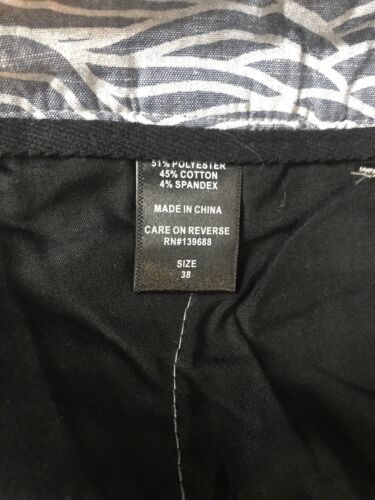 51% POLYESTER
45% COTTON
4% SPANDEX
MADE IN CHINA
CARE ON REVERSE
RN#139688
SIZE
38